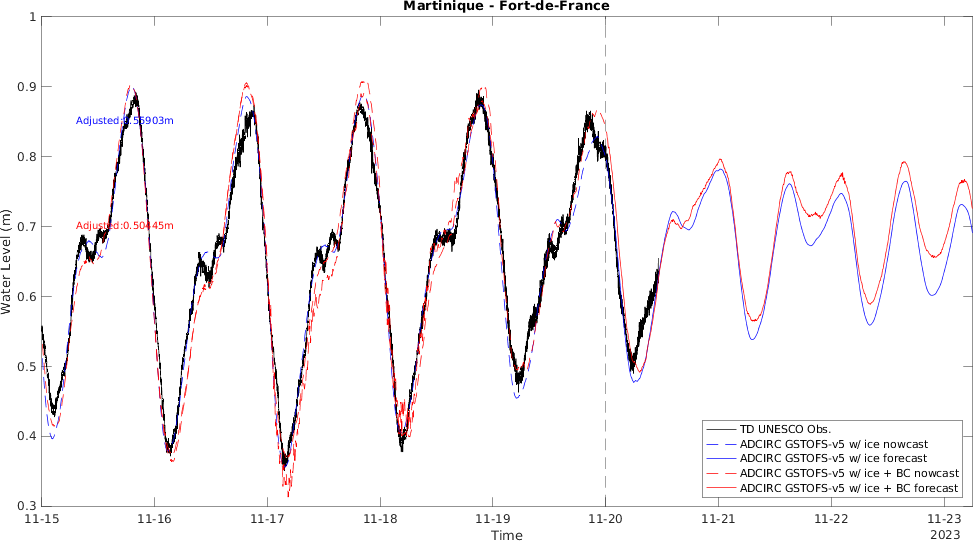 Martinique - Fort-de-France
Water Level (m)
1
0.9
0.8
0.7
0.6
0.5
0.4
0.3
Adjusted:0.56903m
Adjusted:0.50445m
TD UNESCO Obs.
ADCIRC GSTOFS-v5 w/ ice nowcast
ADCIRC GSTOFS-v5 w/ ice forecast
ADCIRC GSTOFS-v5 w/ ice + BC nowcast
ADCIRC GSTOFS-v5 w/ ice + BC forecast
11-15 11-16 11-17 11-18 11-19 11-20 11-21 11-22 11-23
Time
2023